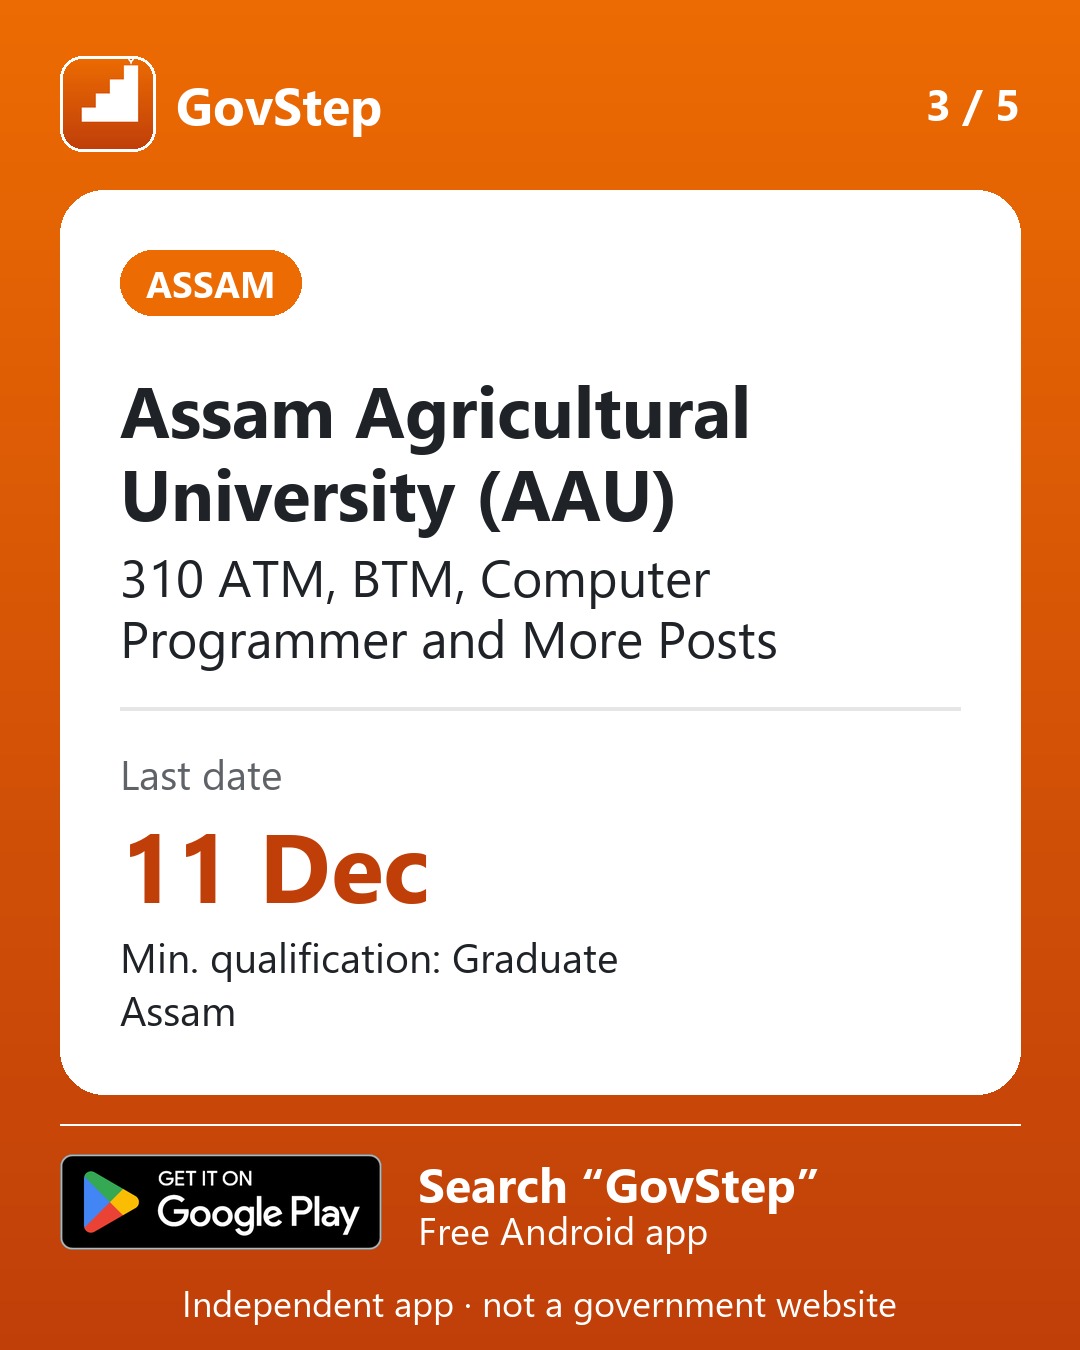 GovStep
3 / 5
ASSAM
Assam Agricultural
University (AAU)
310 ATM, BTM, Computer
Programmer and More Posts
Last date
11 Dec
Min. qualification: Graduate
Assam
GET IT ON
Google Play
Search “GovStep”
Free Android app
Independent app · not a government website